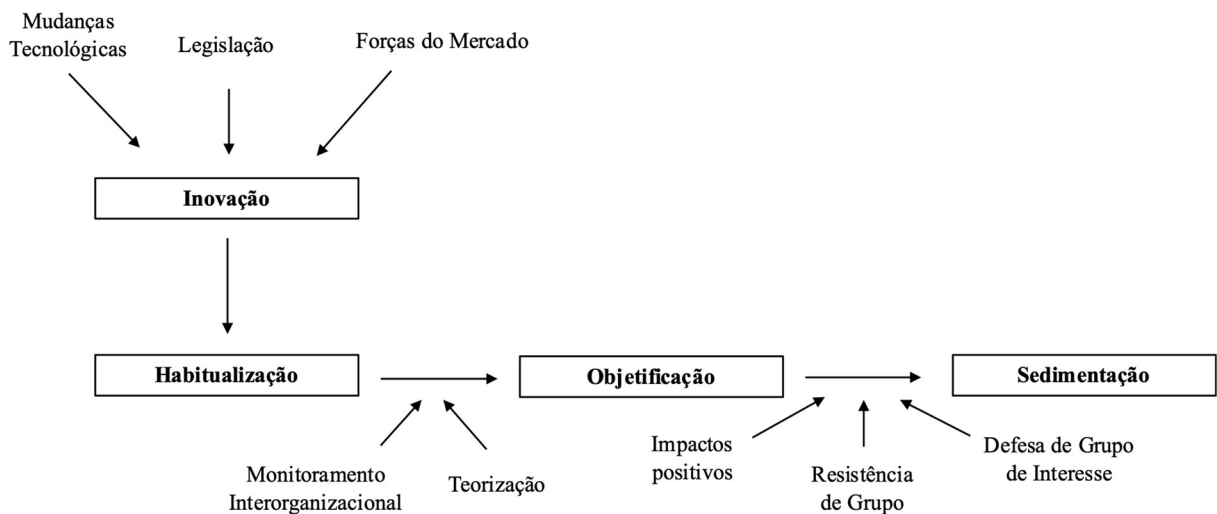 Mudanças
Tecnológicas
Legislação
Forças do Mercado
Inovação
Habitualização
Objetificação
Sedimentação
Monitoramento
Interorganizacional
Teorização
Impactos
positivos
Resistência
de Grupo
Defesa de Grupo
de Interesse